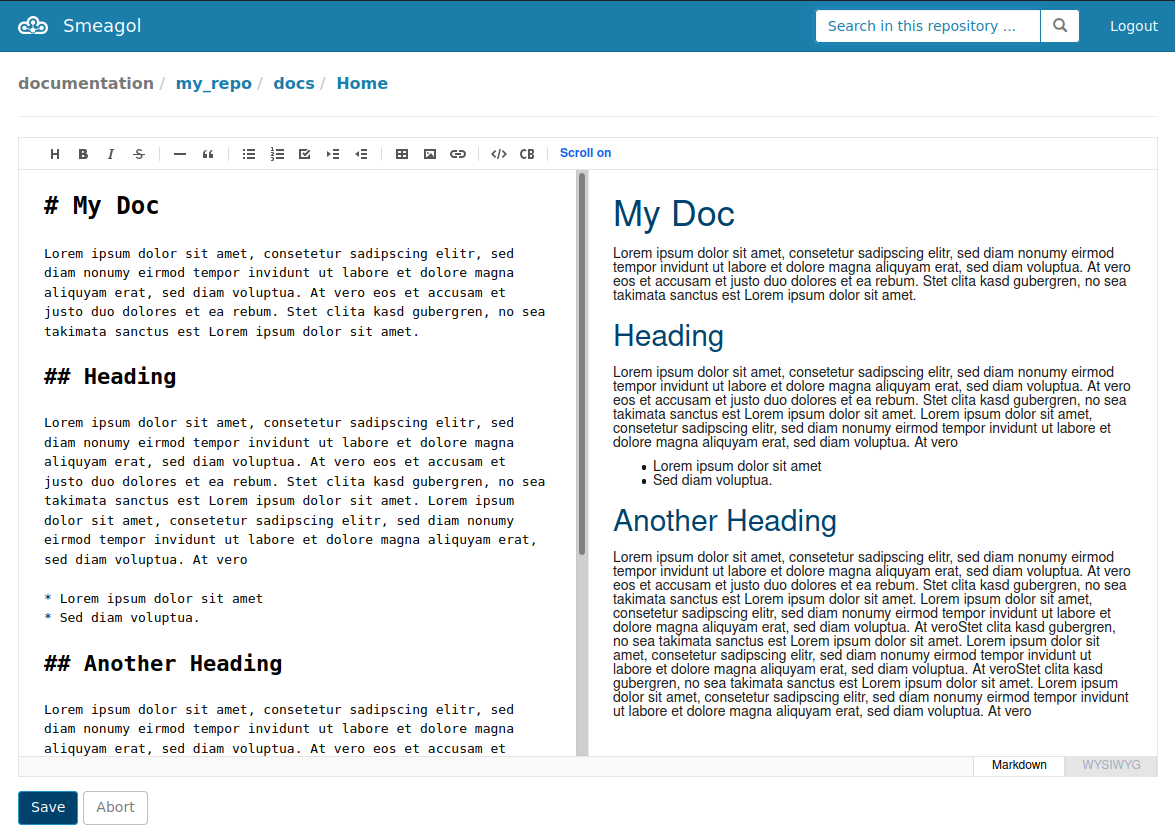 Smeagol
Search in this repository ...
Logout
documentation / my_repo / docs / Home
H B I S — “ </> CB Scroll on
# My Doc
Lorem ipsum dolor sit amet, consetetur sadipscing elitr, sed
diam nonumy eirmod tempor invidunt ut labore et dolore magna
aliquyam erat, sed diam voluptua. At vero eos et accusam et
justo duo dolores et ea rebum. Stet clita kasd gubergren, no sea
takimata sanctus est Lorem ipsum dolor sit amet.
## Heading
Lorem ipsum dolor sit amet, consetetur sadipscing elitr, sed
diam nonumy eirmod tempor invidunt ut labore et dolore magna
aliquyam erat, sed diam voluptua. At vero eos et accusam et
justo duo dolores et ea rebum. Stet clita kasd gubergren, no sea
takimata sanctus est Lorem ipsum dolor sit amet. Lorem ipsum
dolor sit amet, consetetur sadipscing elitr, sed diam nonumy
eirmod tempor invidunt ut labore et dolore magna aliquyam erat,
sed diam voluptua. At vero
* Lorem ipsum dolor sit amet
* Sed diam voluptua.
## Another Heading
Lorem ipsum dolor sit amet, consetetur sadipscing elitr, sed
diam nonumy eirmod tempor invidunt ut labore et dolore magna
aliquyam erat, sed diam voluptua. At vero eos et accusam et
My Doc
Lorem ipsum dolor sit amet, consetetur sadipscing elitr, sed diam nonumy eirmod
tempor invidunt ut labore et dolore magna aliquyam erat, sed diam voluptua. At vero
eos et accusam et justo duo dolores et ea rebum. Stet clita kasd gubergren, no sea
takimata sanctus est Lorem ipsum dolor sit amet.
Heading
Lorem ipsum dolor sit amet, consetetur sadipscing elitr, sed diam nonumy eirmod
tempor invidunt ut labore et dolore magna aliquyam erat, sed diam voluptua. At vero
eos et accusam et justo duo dolores et ea rebum. Stet clita kasd gubergren, no sea
takimata sanctus est Lorem ipsum dolor sit amet. Lorem ipsum dolor sit amet,
consetetur sadipscing elitr, sed diam nonumy eirmod tempor invidunt ut labore et
dolore magna aliquyam erat, sed diam voluptua. At vero
• Lorem ipsum dolor sit amet
• Sed diam voluptua.
Another Heading
Lorem ipsum dolor sit amet, consetetur sadipscing elitr, sed diam nonumy eirmod
tempor invidunt ut labore et dolore magna aliquyam erat, sed diam voluptua. At vero
eos et accusam et justo duo dolores et ea rebum. Stet clita kasd gubergren, no sea
takimata sanctus est Lorem ipsum dolor sit amet. Lorem ipsum dolor sit amet,
consetetur sadipscing elitr, sed diam nonumy eirmod tempor invidunt ut labore et
dolore magna aliquyam erat, sed diam voluptua. At veroStet clita kasd gubergren,
no sea takimata sanctus est Lorem ipsum dolor sit amet. Lorem ipsum dolor sit
amet, consetetur sadipscing elitr, sed diam nonumy eirmod tempor invidunt ut
labore et dolore magna aliquyam erat, sed diam voluptua. At veroStet clita kasd
gubergren, no sea takimata sanctus est Lorem ipsum dolor sit amet. Lorem ipsum
dolor sit amet, consetetur sadipscing elitr, sed diam nonumy eirmod tempor invidunt
ut labore et dolore magna aliquyam erat, sed diam voluptua. At vero
Markdown
WYSIWYG
Save
Abort